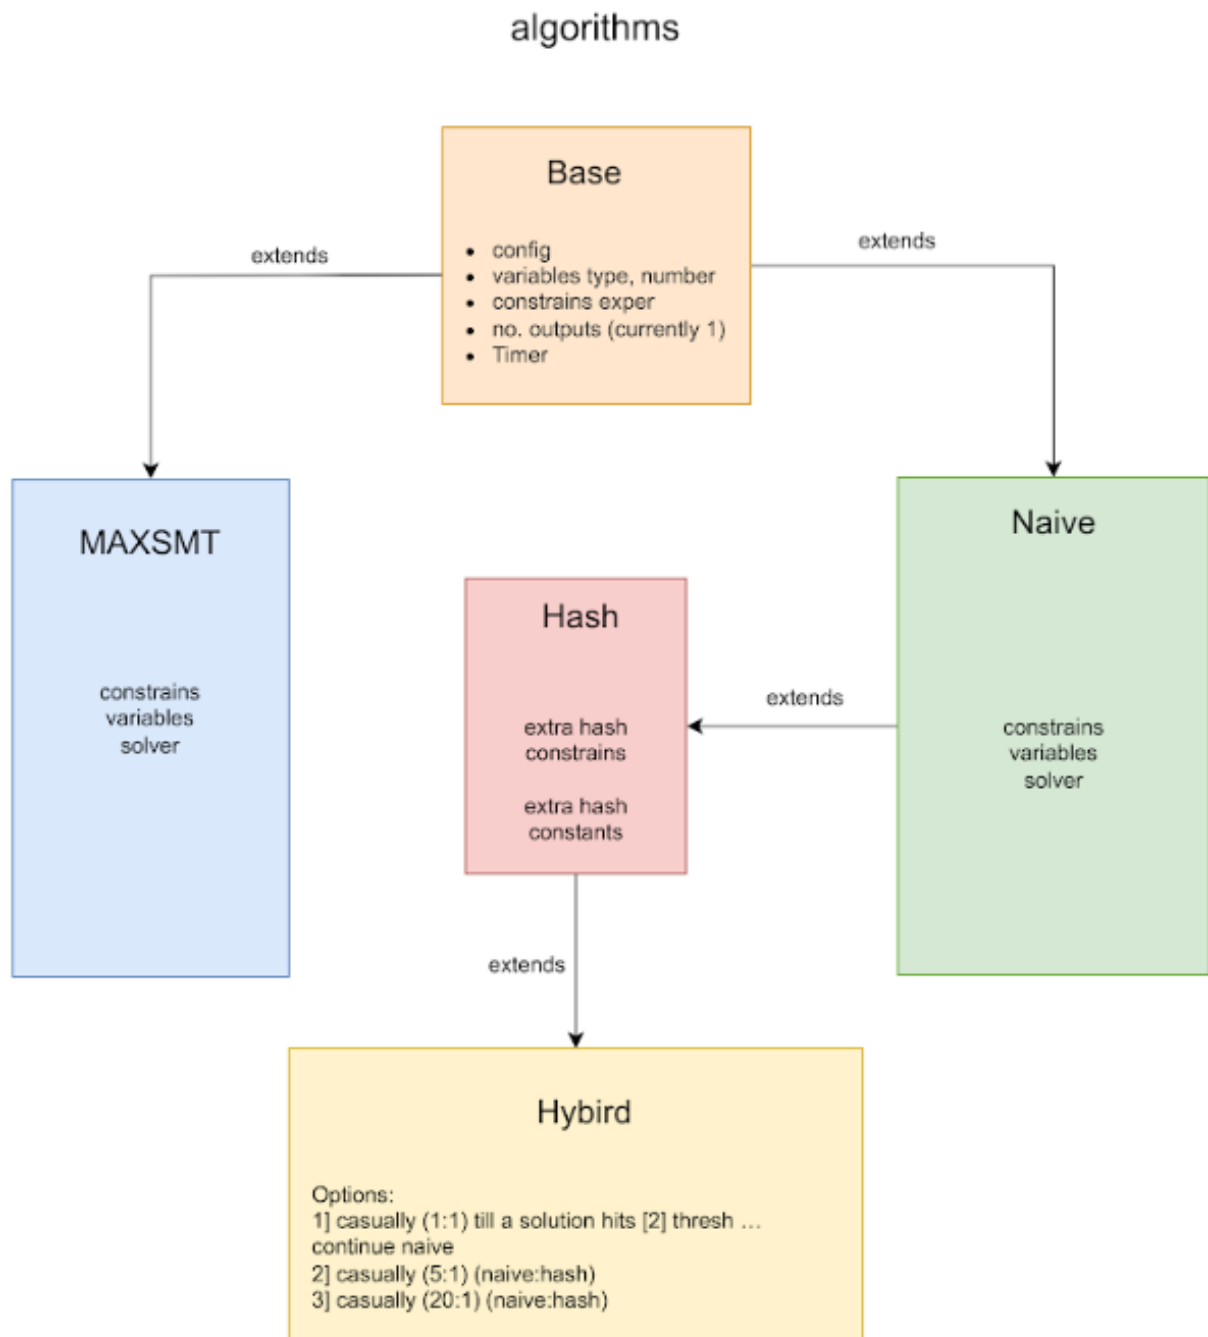 algorithms
Base
extends
extends
• config
• variables type, number
• constrains exper
• no. outputs (currently 1)
• Timer
MAXSMT
Naive
Hash
constrains
variables
solver
extends
extra hash
constrains
extra hash
constants
constrains
variables
solver
extends
Hybird
Options:
1] casually (1:1) till a solution hits [2] thresh ...
continue naive
2] casually (5:1) (naive:hash)
3] casually (20:1) (naive:hash)